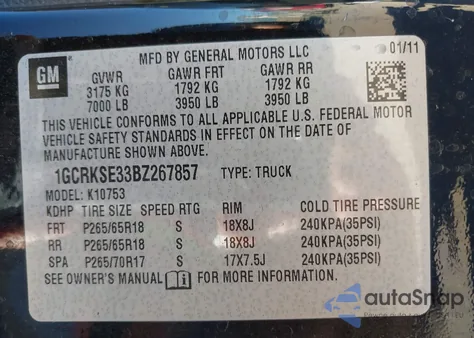 MFD BY GENERAL MOTORS LLC
01/11
GM
GVWR GAWR FRT GAWR RR
3175 KG 1792 KG 1792 KG
7000 LB 3950 LB 3950 LB
THIS VEHICLE CONFORMS TO ALL APPLICABLE U.S. FEDERAL MOTOR
VEHICLE SAFETY STANDARDS IN EFFECT ON THE DATE OF
MANUFACTURE SHOWN ABOVE.
1GCRKSE33BZ267857 TYPE: TRUCK
MODEL: K10753
KDHP TIRE SIZE SPEED RTG RIM COLD TIRE PRESSURE
FRT P265/65R18 S 18X8J 240KPA(35PSI)
RR P265/65R18 S 18X8J 240KPA(35PSI)
SPA P265/70R17 S 17X7.5J 240KPA(35PSI)
SEE OWNER'S MANUAL FOR MORE INFORMATION.
autoSnap